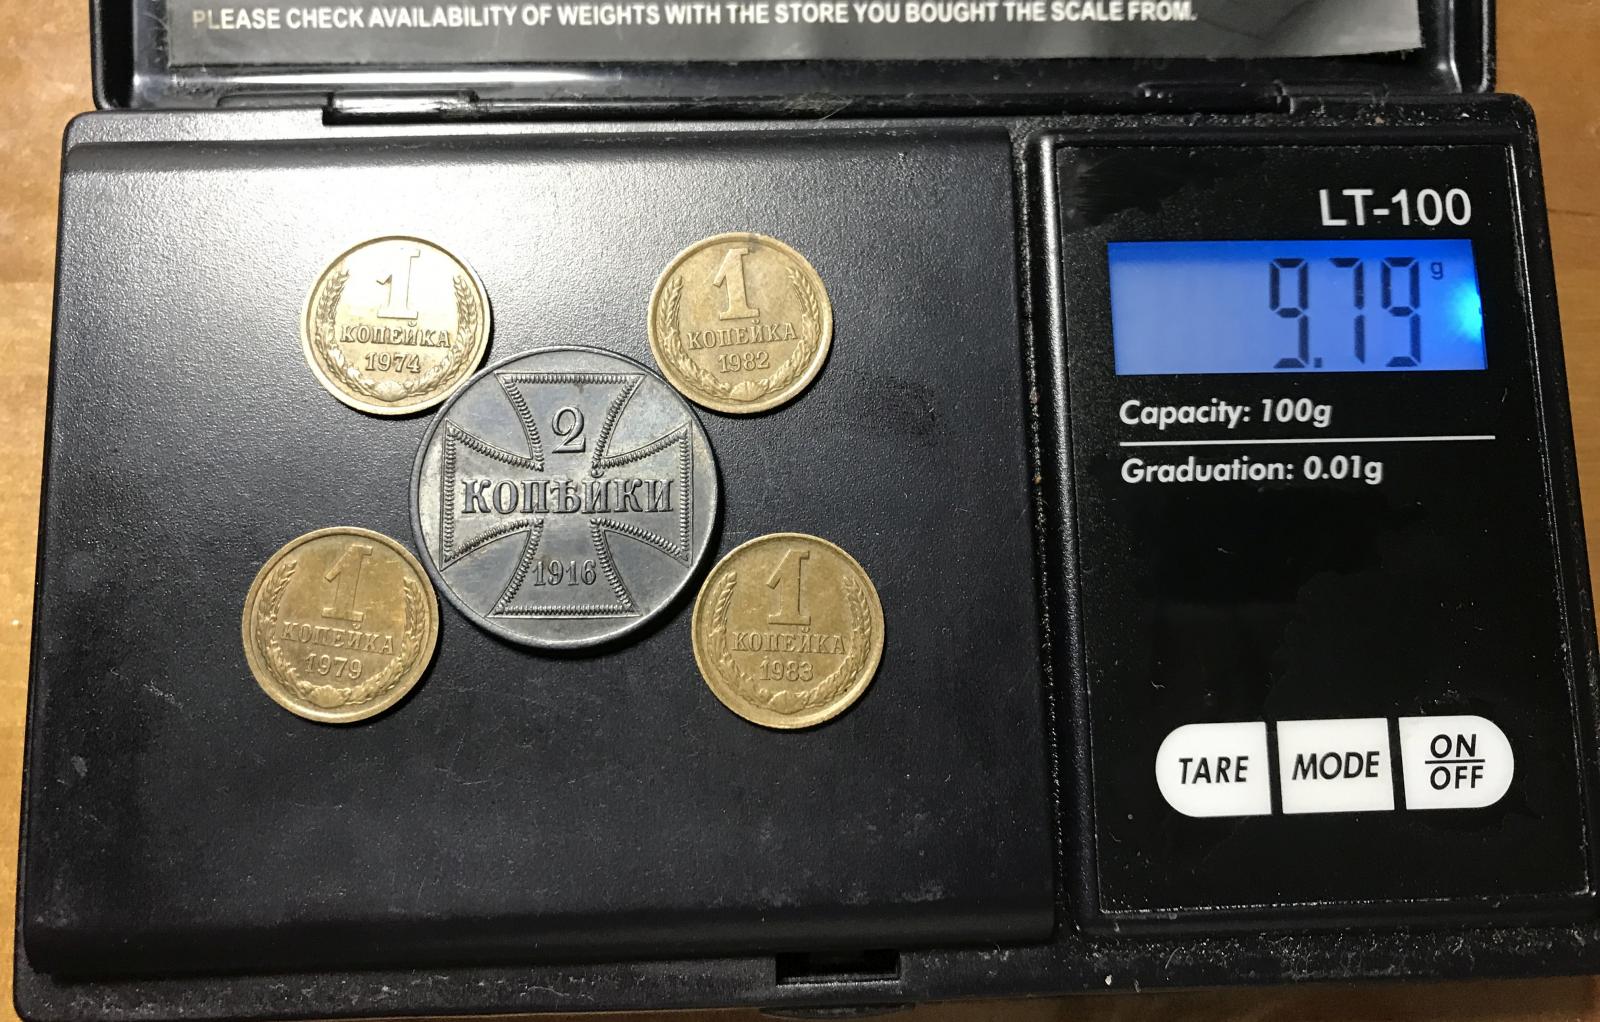 PLEASE CHECK AVAILABILITY OF WEIGHTS WITH THE STORE YOU BOUGHT THE SCALE FROM.
LT-100
9.79 g
Capacity: 100g
Graduation: 0.01g
TARE
MODE
ON
OFF
1
КОПЕЙКА
1974
1
КОПЕЙКА
1982
2
КОПѢЙКИ
1916
1
КОПЕЙКА
1979
1
КОПЕЙКА
1983